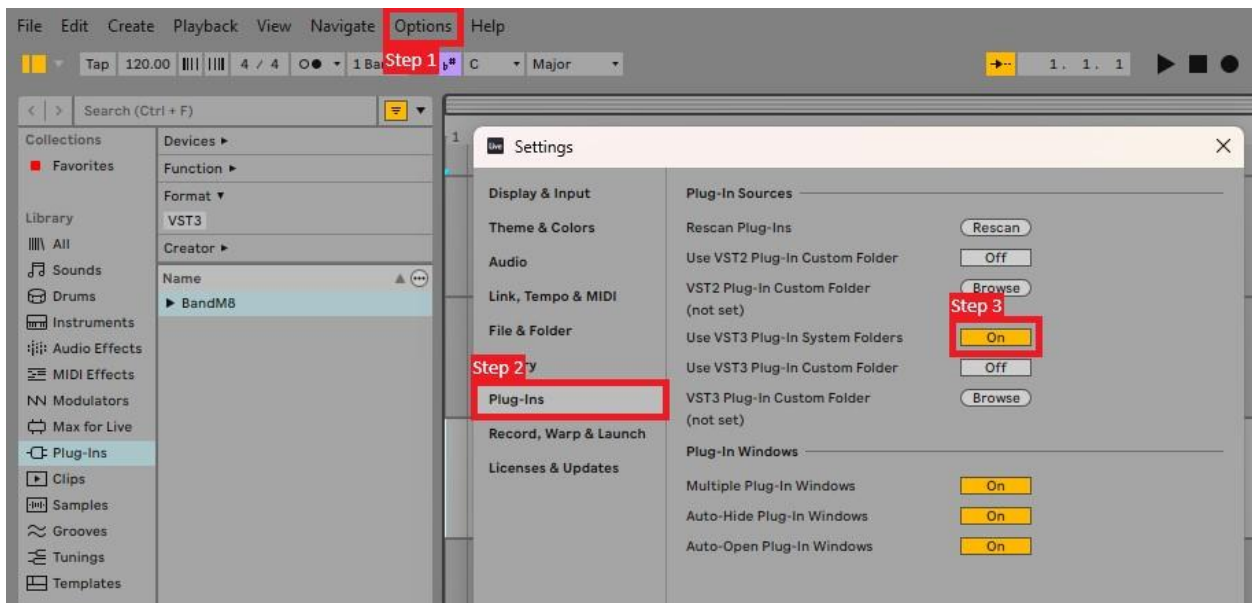 File Edit Create Playback View Navigate Options Help
Step 1
Tap 120.00 4 / 4 1 Ba ♭# C Major 1. 1. 1
Search (Ctrl + F)
Collections
Favorites
Library
All
Sounds
Drums
Instruments
Audio Effects
MIDI Effects
Modulators
Max for Live
Plug-Ins
Clips
Samples
Grooves
Tunings
Templates
Devices
Function
Format
VST3
Creator
Name
BandM8
1
Live Settings
Display & Input
Theme & Colors
Audio
Link, Tempo & MIDI
File & Folder
Step 2 y
Plug-Ins
Record, Warp & Launch
Licenses & Updates
Plug-In Sources
Rescan Plug-Ins Rescan
Use VST2 Plug-In Custom Folder Off
VST2 Plug-In Custom Folder Browse
(not set)
Step 3
Use VST3 Plug-In System Folders On
Use VST3 Plug-In Custom Folder Off
VST3 Plug-In Custom Folder Browse
(not set)
Plug-In Windows
Multiple Plug-In Windows On
Auto-Hide Plug-In Windows On
Auto-Open Plug-In Windows On